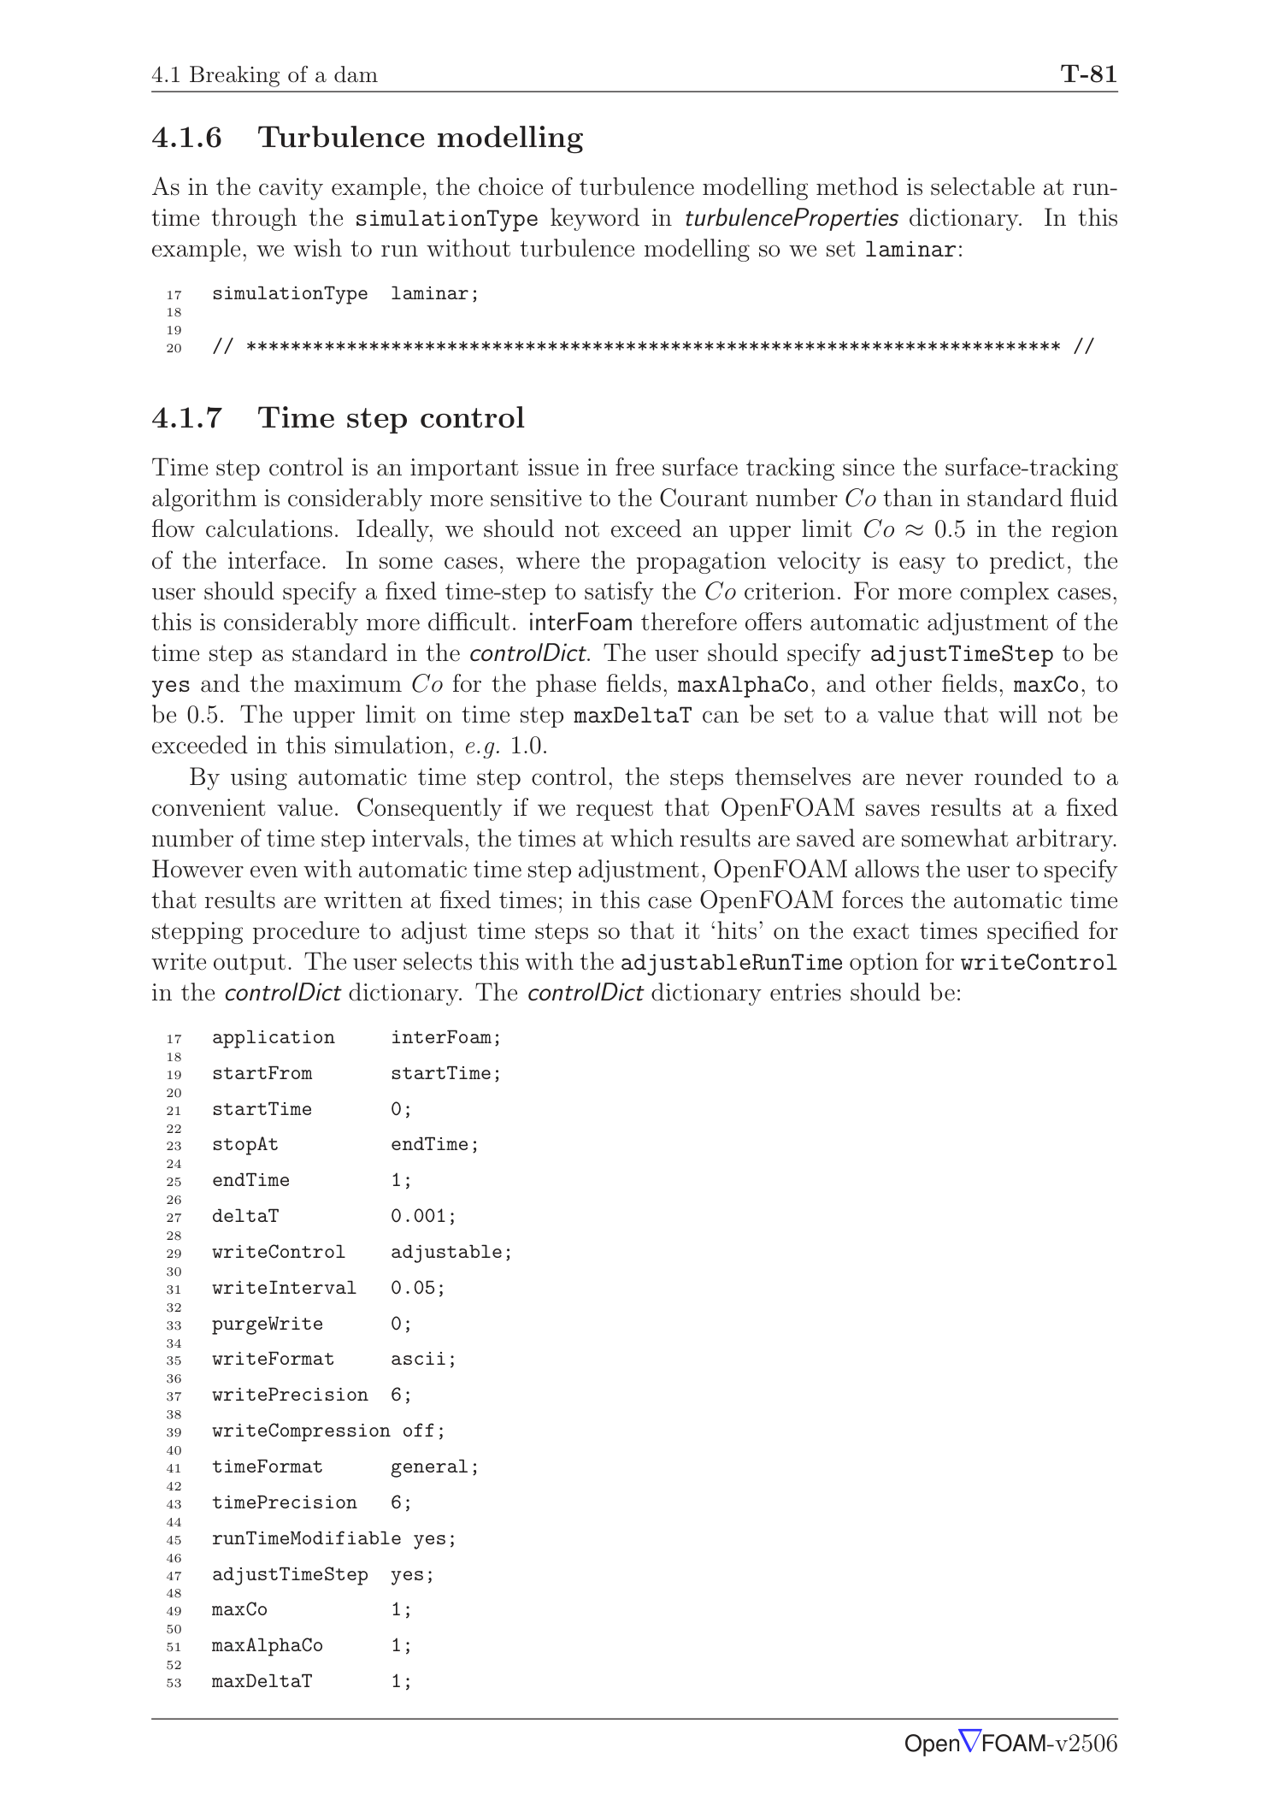 4.1 Breaking of a dam T-81
4.1.6 Turbulence modelling
As in the cavity example, the choice of turbulence modelling method is selectable at run-
time through the simulationType keyword in turbulenceProperties dictionary. In this
example, we wish to run without turbulence modelling so we set laminar:
17 simulationType laminar;
18
19
20 // ************************************************************************* //
4.1.7 Time step control
Time step control is an important issue in free surface tracking since the surface-tracking
algorithm is considerably more sensitive to the Courant number Co than in standard fluid
flow calculations. Ideally, we should not exceed an upper limit Co ≈ 0.5 in the region
of the interface. In some cases, where the propagation velocity is easy to predict, the
user should specify a fixed time-step to satisfy the Co criterion. For more complex cases,
this is considerably more difficult. interFoam therefore offers automatic adjustment of the
time step as standard in the controlDict. The user should specify adjustTimeStep to be
yes and the maximum Co for the phase fields, maxAlphaCo, and other fields, maxCo, to
be 0.5. The upper limit on time step maxDeltaT can be set to a value that will not be
exceeded in this simulation, e.g. 1.0.
By using automatic time step control, the steps themselves are never rounded to a
convenient value. Consequently if we request that OpenFOAM saves results at a fixed
number of time step intervals, the times at which results are saved are somewhat arbitrary.
However even with automatic time step adjustment, OpenFOAM allows the user to specify
that results are written at fixed times; in this case OpenFOAM forces the automatic time
stepping procedure to adjust time steps so that it ‘hits’ on the exact times specified for
write output. The user selects this with the adjustableRunTime option for writeControl
in the controlDict dictionary. The controlDict dictionary entries should be:
17 application interFoam;
18
19 startFrom startTime;
20
21 startTime 0;
22
23 stopAt endTime;
24
25 endTime 1;
26
27 deltaT 0.001;
28
29 writeControl adjustable;
30
31 writeInterval 0.05;
32
33 purgeWrite 0;
34
35 writeFormat ascii;
36
37 writePrecision 6;
38
39 writeCompression off;
40
41 timeFormat general;
42
43 timePrecision 6;
44
45 runTimeModifiable yes;
46
47 adjustTimeStep yes;
48
49 maxCo 1;
50
51 maxAlphaCo 1;
52
53 maxDeltaT 1;
Open∇FOAM-v2506